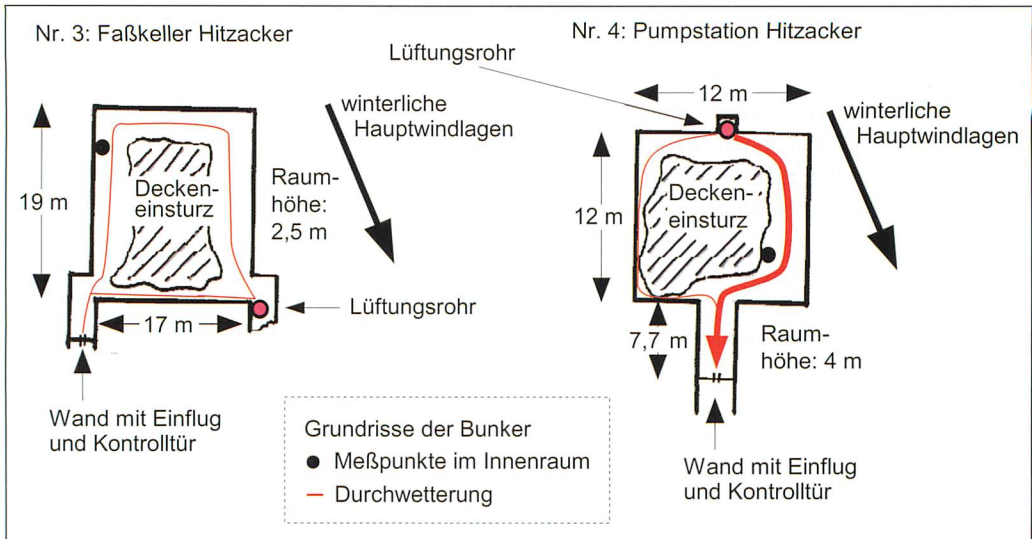 Nr. 3: Faßkeller Hitzacker
winterliche
Hauptwindlagen
19 m
Decken-
einsturz
Raum-
höhe:
2,5 m
17 m
Lüftungsrohr
Wand mit Einflug
und Kontrolltür
Nr. 4: Pumpstation Hitzacker
Lüftungsrohr
12 m
winterliche
Hauptwindlagen
12 m
Decken-
einsturz
7,7 m
Raum-
höhe: 4 m
Wand mit Einflug
und Kontrolltür
Grundrisse der Bunker
Meßpunkte im Innenraum
Durchwetterung